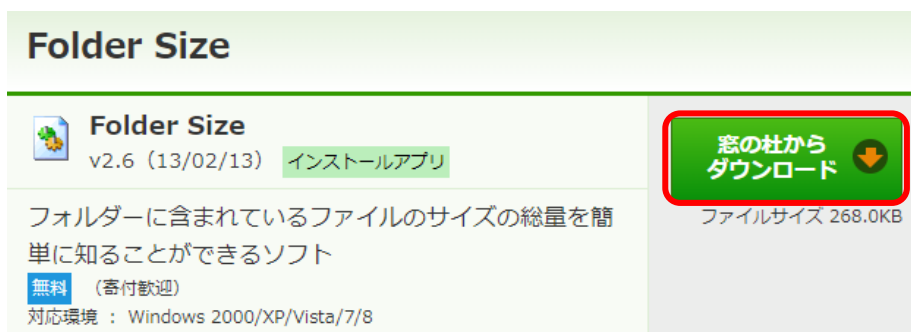 Folder Size
Folder Size
v2.6（13/02/13） インストールアプリ
フォルダーに含まれているファイルのサイズの総量を簡
単に知ることができるソフト
無料 （寄付歓迎）
対応環境 ： Windows 2000/XP/Vista/7/8
窓の杜から
ダウンロード
ファイルサイズ 268.0KB